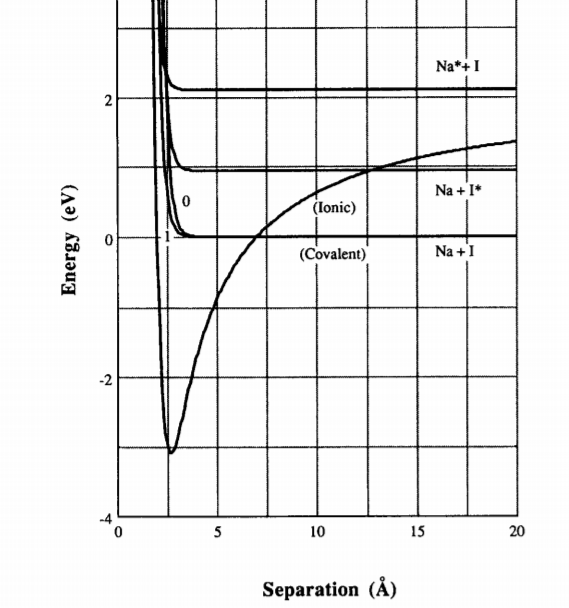 Na*+ I
2
Na + I*
0
(Ionic)
1
0
(Covalent)
Na + I
Energy (eV)
-2
-4
0
5
10
15
20
Separation (Å)